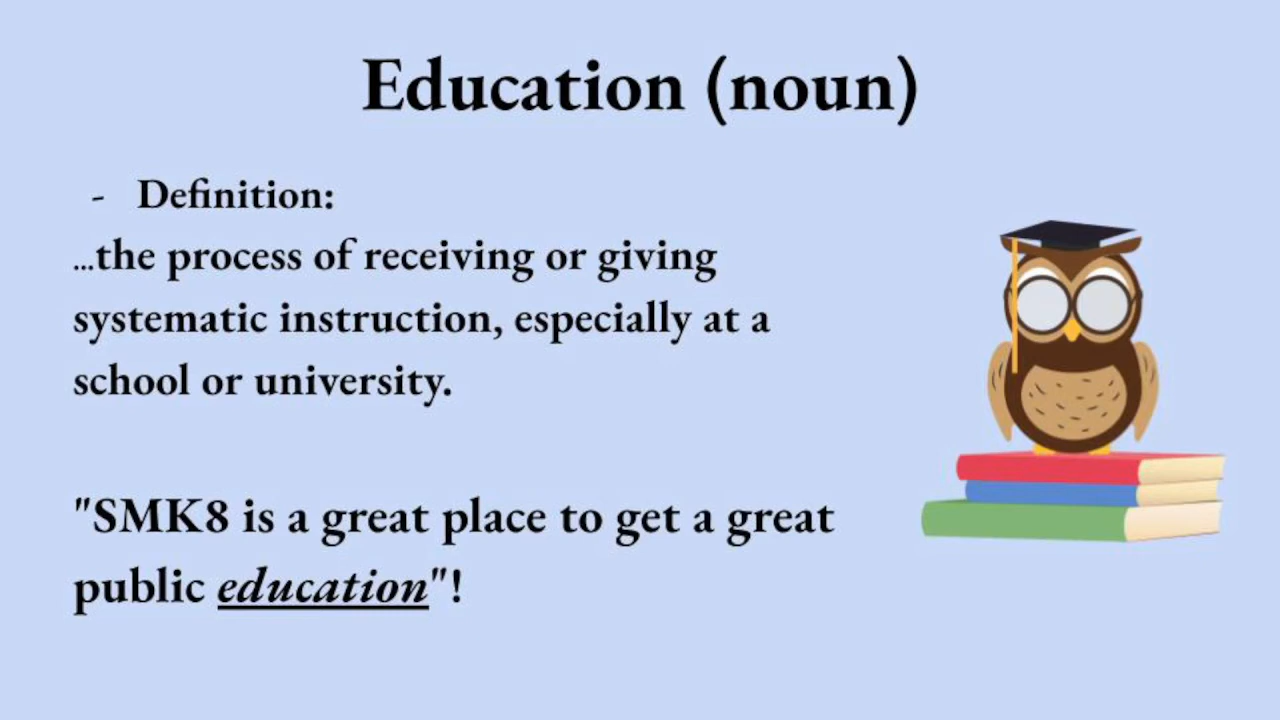 Education (noun)
- Definition:
...the process of receiving or giving
systematic instruction, especially at a
school or university.
"SMK8 is a great place to get a great
public education"!